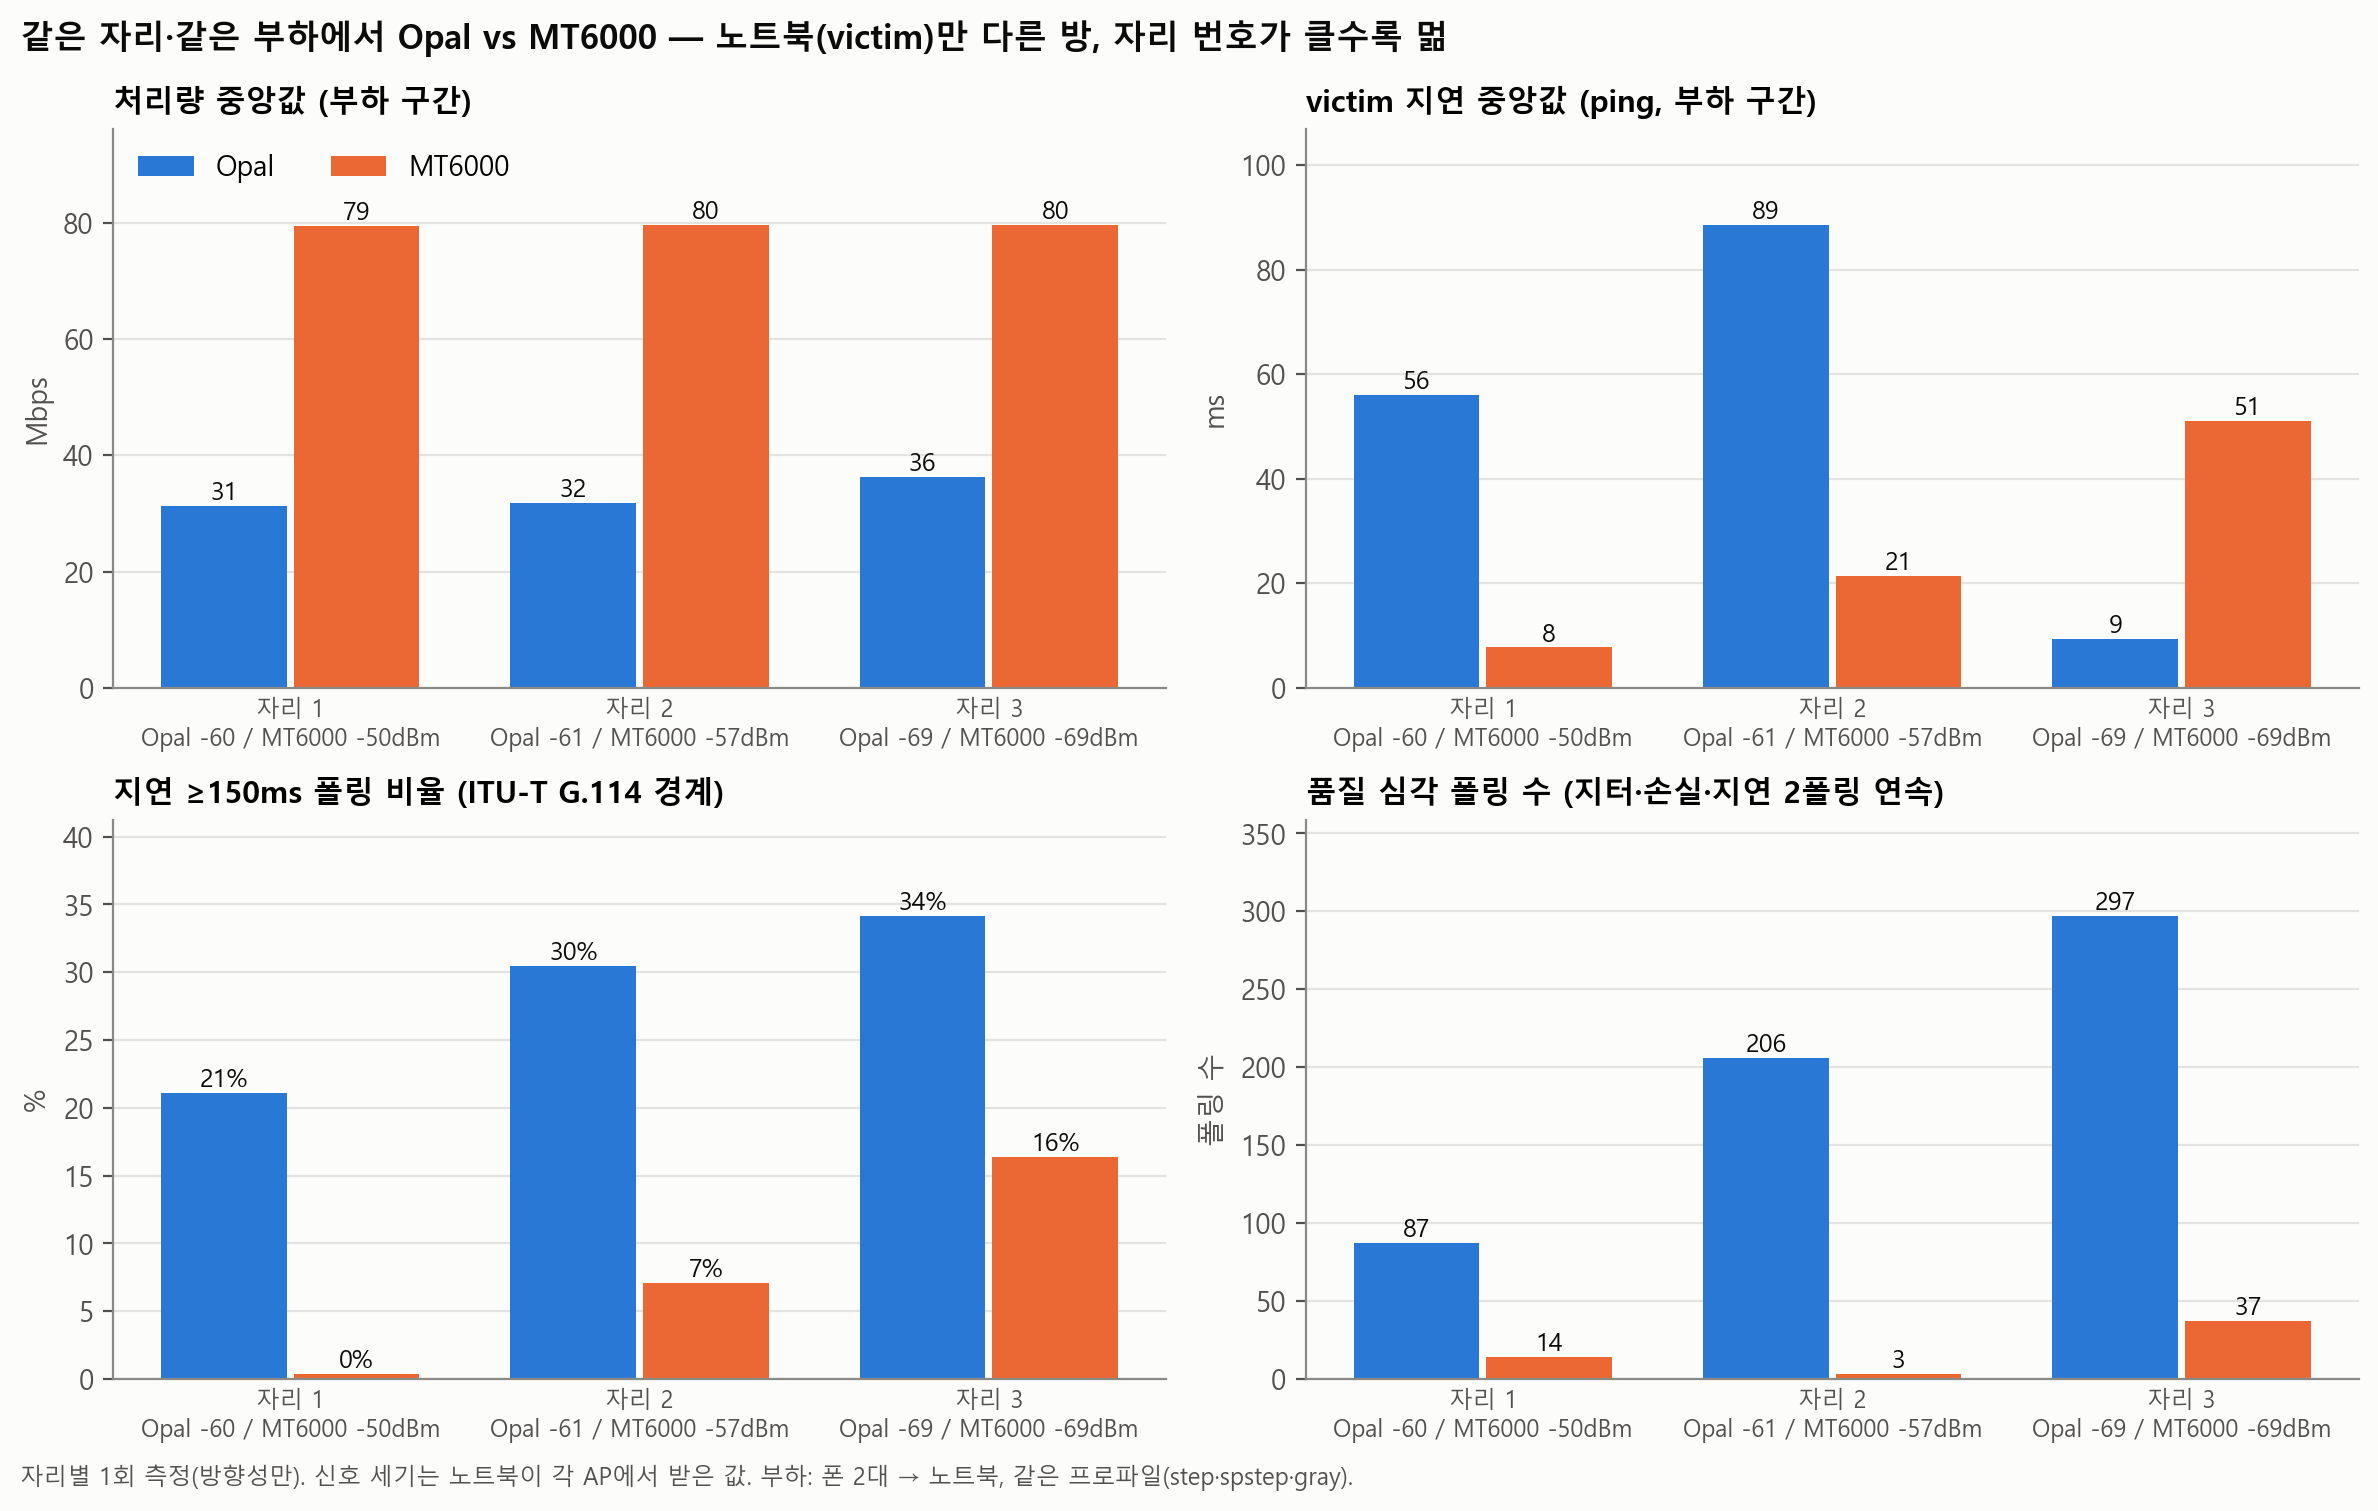 같은 자리·같은 부하에서 Opal vs MT6000 — 노트북(victim)만 다른 방, 자리 번호가 클수록 멂
처리량 중앙값 (부하 구간)
Opal
MT6000
Mbps
80
60
40
20
0
31
79
32
80
36
80
자리 1
Opal -60 / MT6000 -50dBm
자리 2
Opal -61 / MT6000 -57dBm
자리 3
Opal -69 / MT6000 -69dBm
victim 지연 중앙값 (ping, 부하 구간)
ms
100
80
60
40
20
0
56
8
89
21
9
51
자리 1
Opal -60 / MT6000 -50dBm
자리 2
Opal -61 / MT6000 -57dBm
자리 3
Opal -69 / MT6000 -69dBm
지연 ≥150ms 폴링 비율 (ITU-T G.114 경계)
%
40
35
30
25
20
15
10
5
0
21%
0%
30%
7%
34%
16%
자리 1
Opal -60 / MT6000 -50dBm
자리 2
Opal -61 / MT6000 -57dBm
자리 3
Opal -69 / MT6000 -69dBm
품질 심각 폴링 수 (지터·손실·지연 2폴링 연속)
폴링 수
350
300
250
200
150
100
50
0
87
14
206
3
297
37
자리 1
Opal -60 / MT6000 -50dBm
자리 2
Opal -61 / MT6000 -57dBm
자리 3
Opal -69 / MT6000 -69dBm
자리별 1회 측정(방향성만). 신호 세기는 노트북이 각 AP에서 받은 값. 부하: 폰 2대 → 노트북, 같은 프로파일(step·spstep·gray).